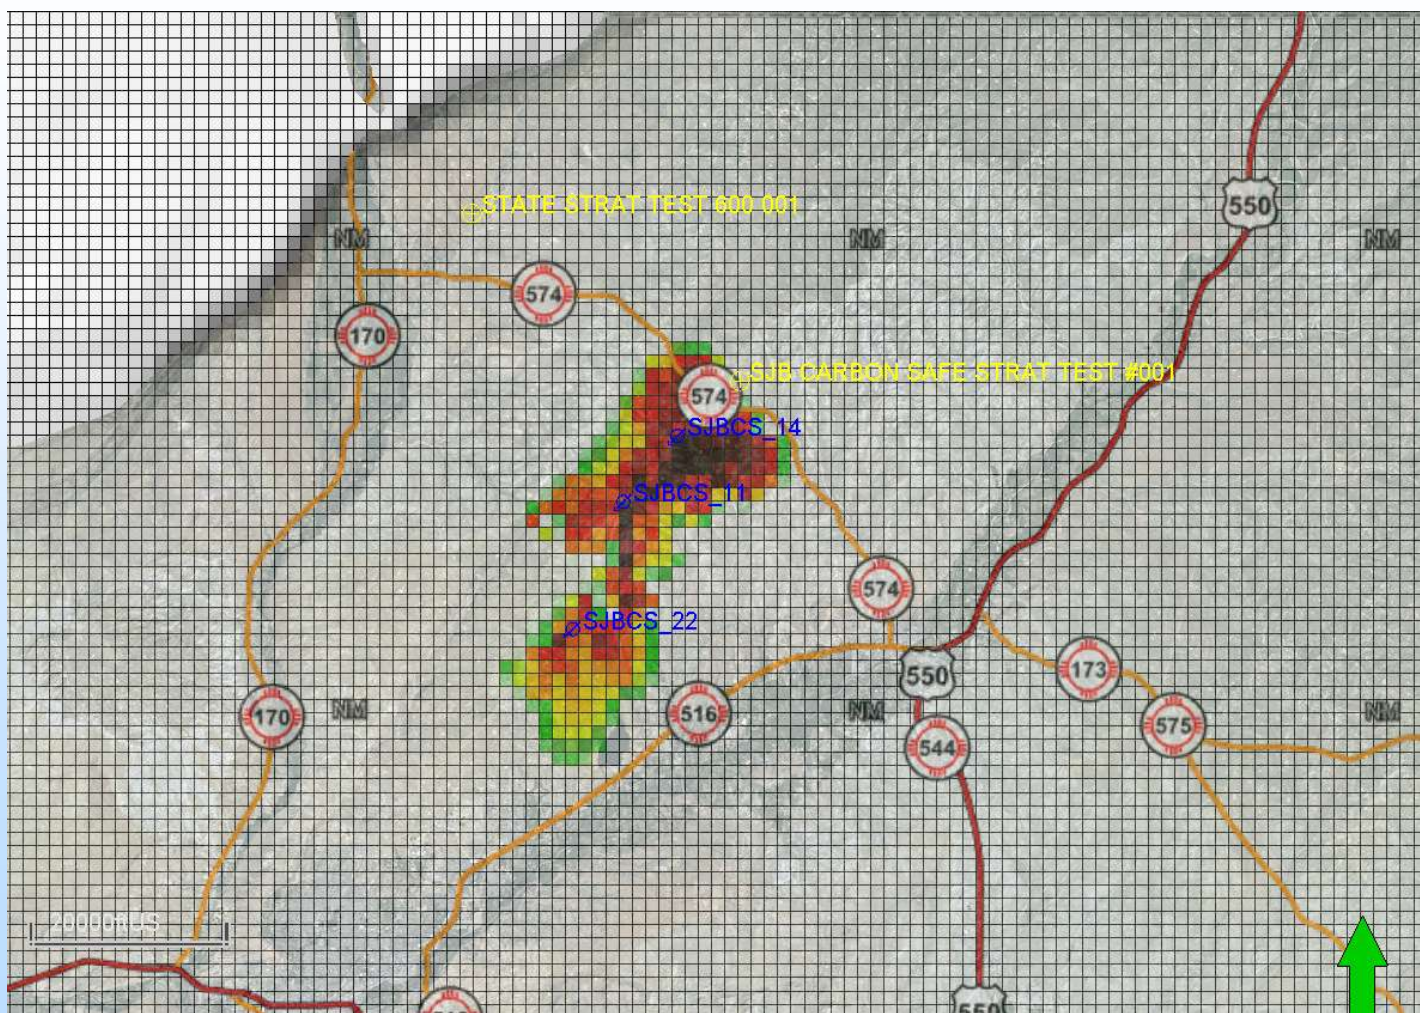 550
STATE STRAT TEST 600 001
NM
NM
NM
574
170
SJB CARBON SAFE STRAT TEST #001
574
SJBCS_14
SJBCS_11
574
SJBCS_22
173
550
170
NM
516
NM
NM
575
544
20000ftUS
550